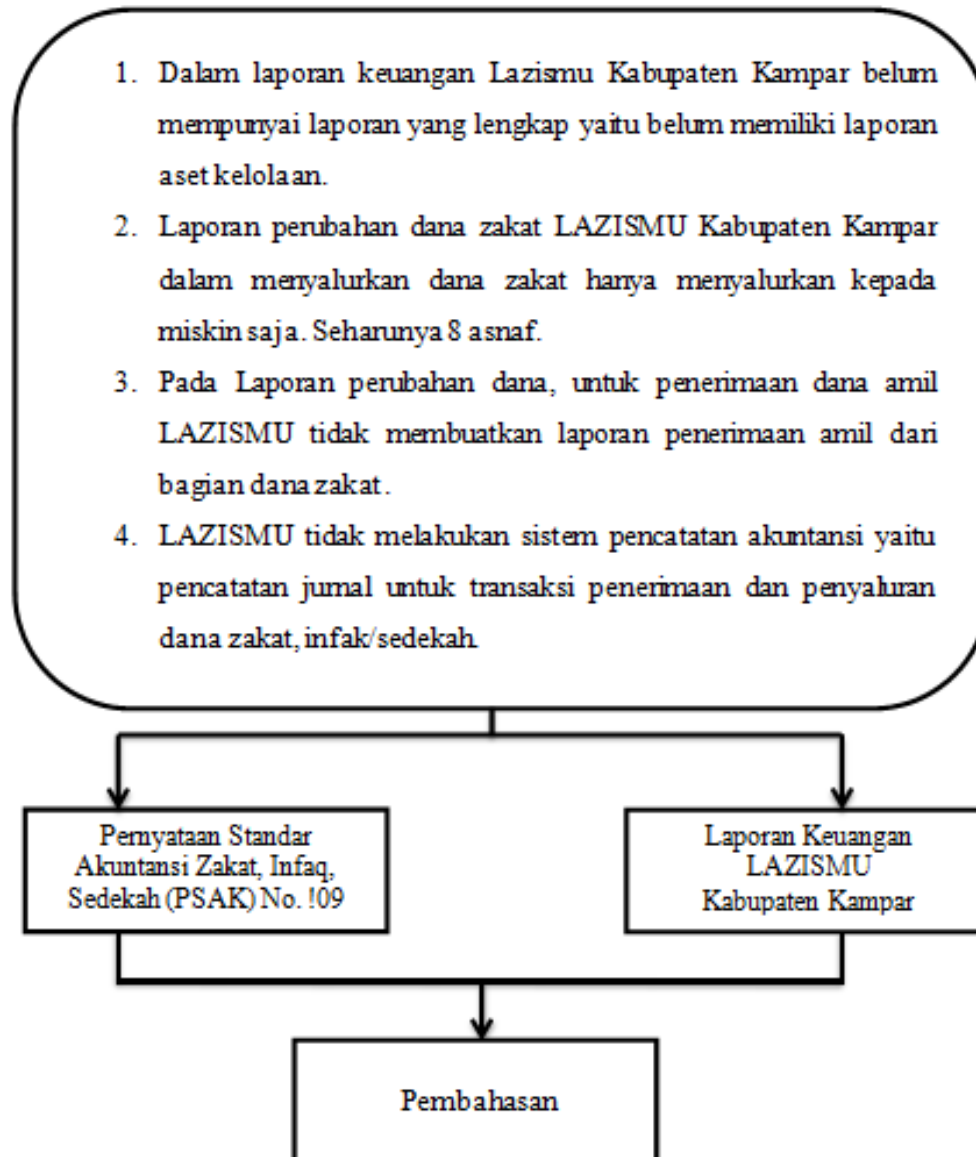 1. Dalam laporan keuangan Lazismu Kabupaten Kampar belum
mempunyai laporan yang lengkap yaitu belum memiliki laporan
aset kelolaan.
2. Laporan perubahan dana zakat LAZISMU Kabupaten Kampar
dalam menyalurkan dana zakat hanya menyalurkan kepada
miskin saja. Seharunya 8 asnaf.
3. Pada Laporan perubahan dana, untuk penerimaan dana amil
LAZISMU tidak membuatkan laporan penerimaan amil dari
bagian dana zakat.
4. LAZISMU tidak melakukan sistem pencatatan akuntansi yaitu
pencatatan jurnal untuk transaksi penerimaan dan penyaluran
dana zakat, infak/sedekah.
Pernyataan Standar
Akuntansi Zakat, Infaq,
Sedekah (PSAK) No. !09
Laporan Keuangan
LAZISMU
Kabupaten Kampar
Pembahasan